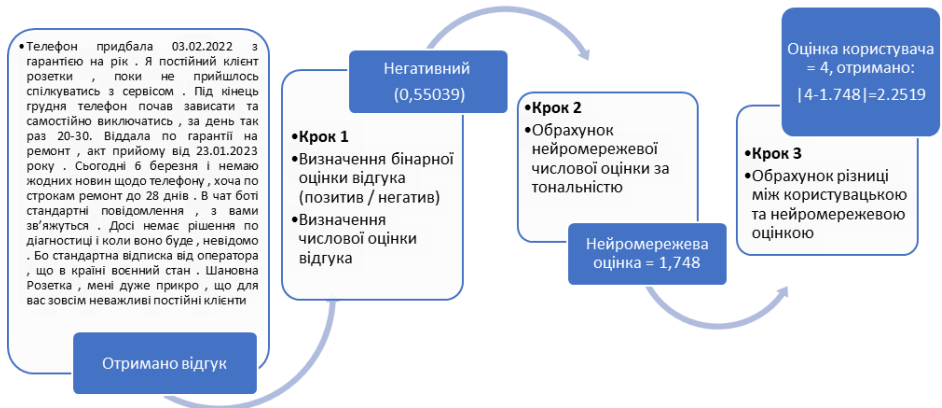 •Телефон придбала 03.02.2022 з
гарантією на рік . Я постійний клієнт
розетки , поки не прийшлось
спілкуватись з сервісом . Під кінець
грудня телефон почав зависати та
самостійно виключатись , за день так
раз 20-30. Віддала по гарантії на
ремонт , акт прийому від 23.01.2023
року . Сьогодні 6 березня і немаю
жодних новин щодо телефону , хоча по
строкам ремонт до 28 днів . В чат боті
стандартні повідомлення , з вами
зв’яжуться . Досі немає рішення по
діагностиці і коли воно буде , невідомо
. Бо стандартна відписка від оператора
, що в країні воєнний стан . Шановна
Розетка , мені дуже прикро , що для
вас зовсім неважливі постійні клієнти
Отримано відгук
Негативний
(0,55039)
•Крок 1
•Визначення бінарної
оцінки відгука
(позитив / негатив)
•Визначення
числової оцінки
відгука
•Крок 2
•Обрахунок
нейромережевої
числової оцінки за
тональністю
Нейромережева
оцінка = 1,748
Оцінка користувача
= 4, отримано:
|4-1.748|=2.2519
•Крок 3
•Обрахунок різниці
між користувацькою
та нейромережевою
оцінкою